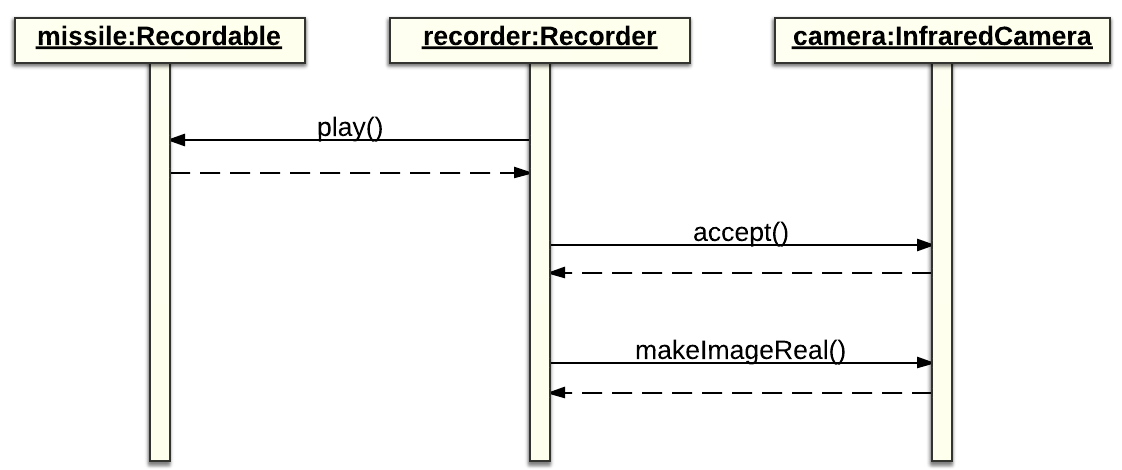 missile:Recordable
recorder:Recorder
camera:InfraredCamera
play()
accept()
makeImageReal()